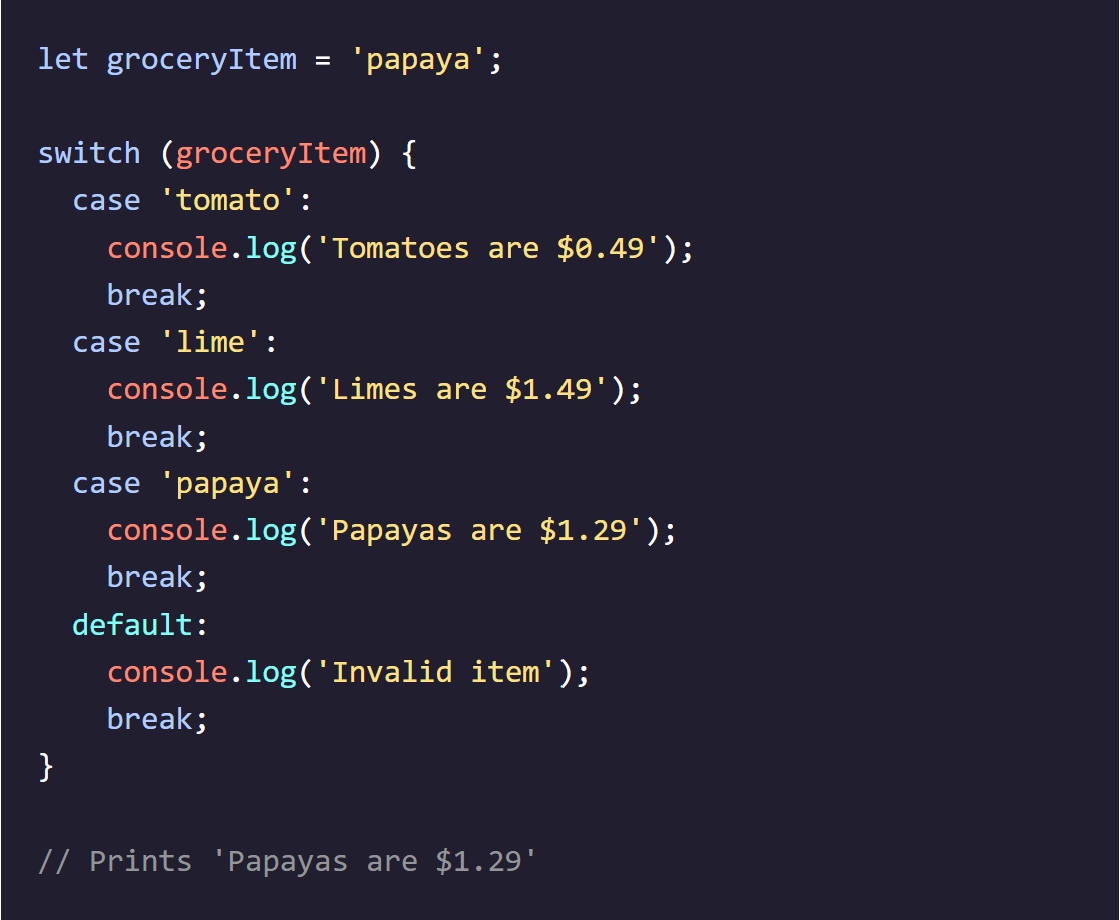 let groceryItem = 'papaya';

switch (groceryItem) {
  case 'tomato':
    console.log('Tomatoes are $0.49');
    break;
  case 'lime':
    console.log('Limes are $1.49');
    break;
  case 'papaya':
    console.log('Papayas are $1.29');
    break;
  default:
    console.log('Invalid item');
    break;
}

// Prints 'Papayas are $1.29'